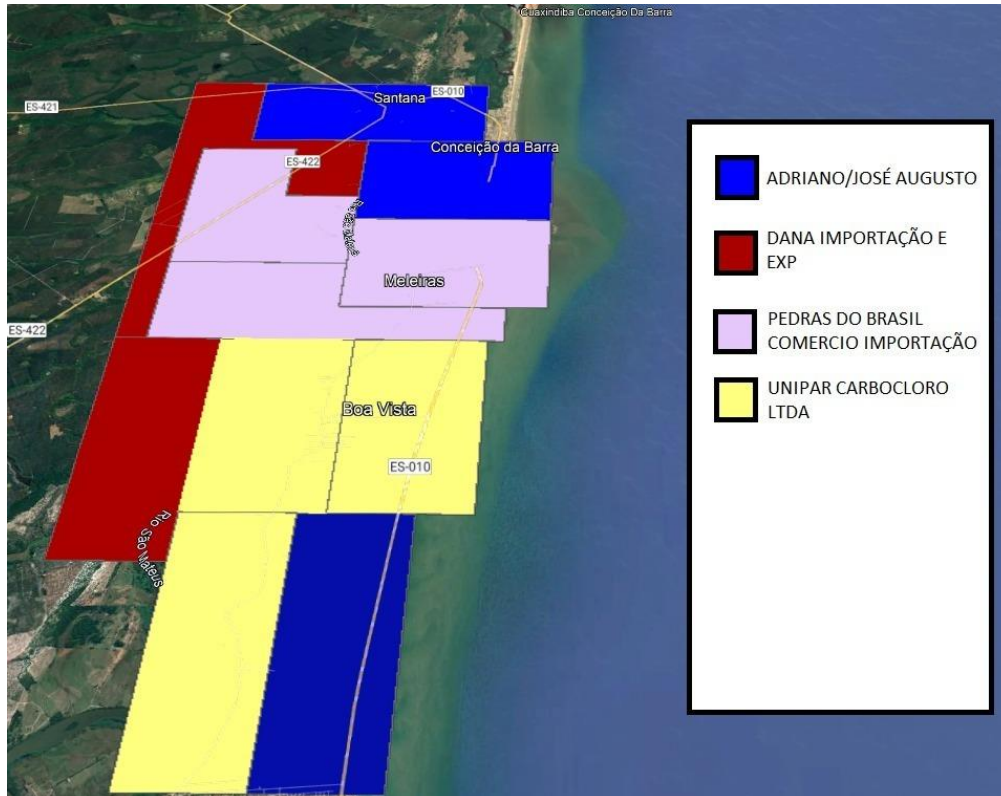 Guaxindiba Conceição Da Barra
ES-421
Santana
ES-010
Conceição da Barra
ES-422
Meleiras
ES-422
Boa Vista
ES-010
Rio São Mateus
ADRIANO/JOSÉ AUGUSTO
DANA IMPORTAÇÃO E
EXP
PEDRAS DO BRASIL
COMERCIO IMPORTAÇÃO
UNIPAR CARBOCLORO
LTDA